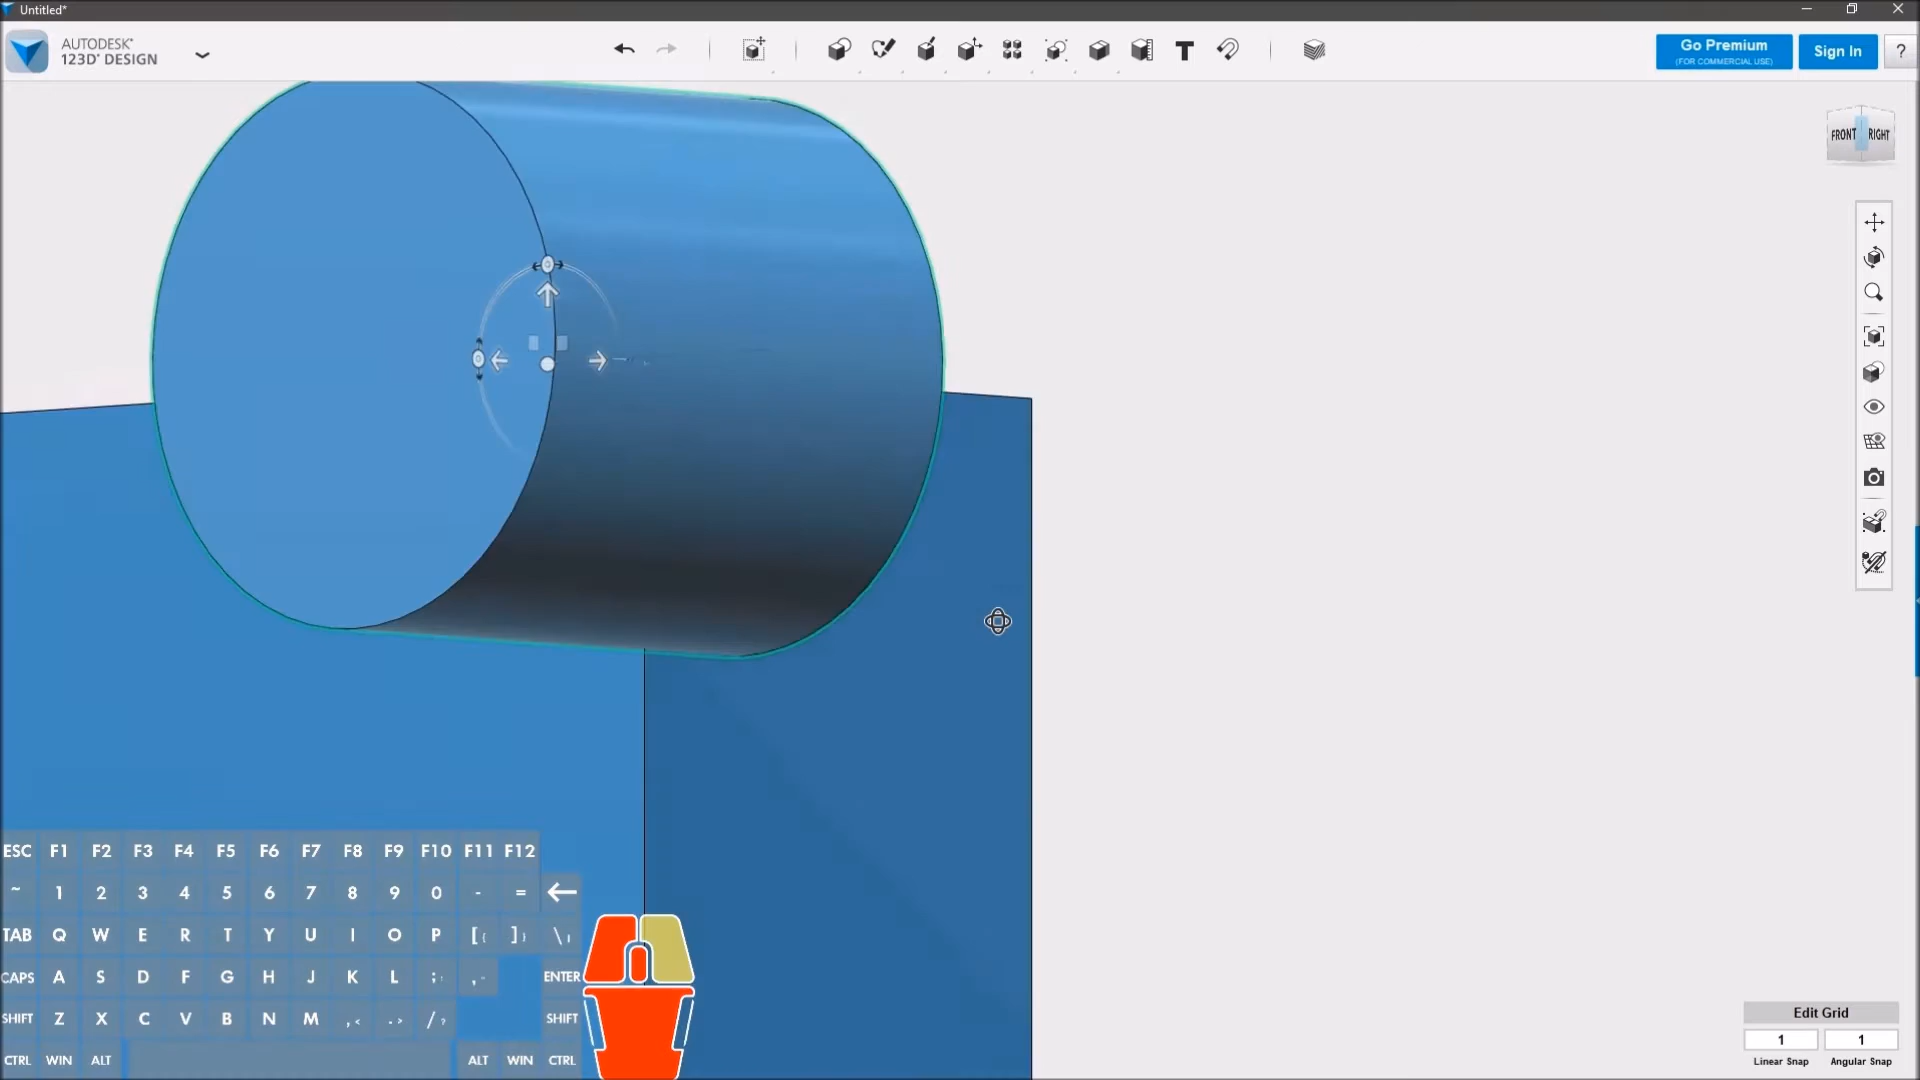 Untitled*
AUTODESK®
123D® DESIGN
T
Go Premium
(FOR COMMERCIAL USE)
Sign In
?
FRONT RIGHT
ESC F1 F2 F3 F4 F5 F6 F7 F8 F9 F10 F11 F12
~ 1 2 3 4 5 6 7 8 9 0 - =
TAB Q W E R T Y U I O P [{ ]} \|
CAPS A S D F G H J K L ENTER
SHIFT Z X C V B N M ,< .> /? SHIFT
CTRL WIN ALT ALT WIN CTRL
Edit Grid
1 1
Linear Snap Angular Snap